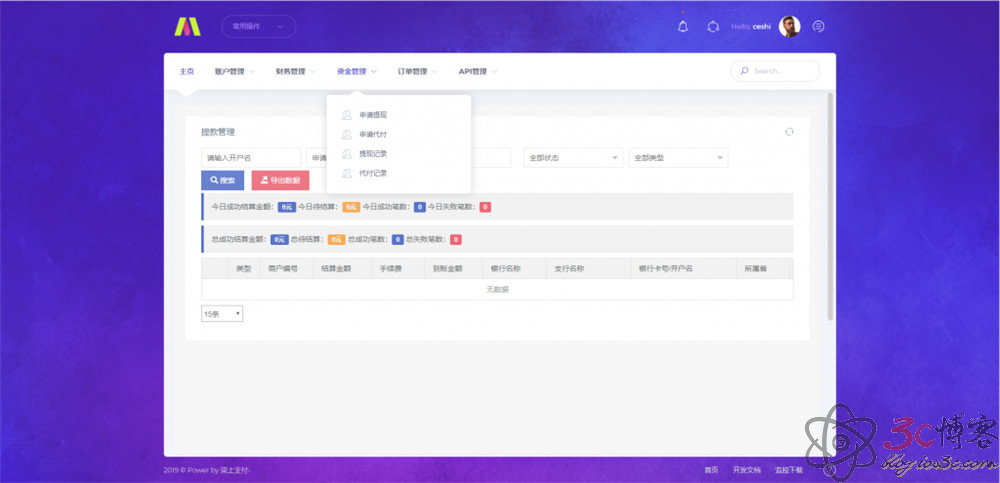 常用操作
Hello, ceshi
主页 账户管理 财务管理 资金管理 订单管理 API管理 Search...
申请提现
申请代付
提现记录
代付记录
提款管理
请输入开户名 申请 全部状态 全部类型
搜索 导出数据
今日成功结算金额: 0元 今日待结算: 0元 今日成功笔数: 0 今日失败笔数: 0
总成功结算金额: 0元 总待结算: 0元 总成功笔数: 0 总失败笔数: 0
类型 商户编号 结算金额 手续费 到账金额 银行名称 支行名称 银行卡号/开户名 所属省
无数据
15条
3c博客
blog.ios3c.com
2019 © Power by 荣上支付-
首页 开发文档 监控下载